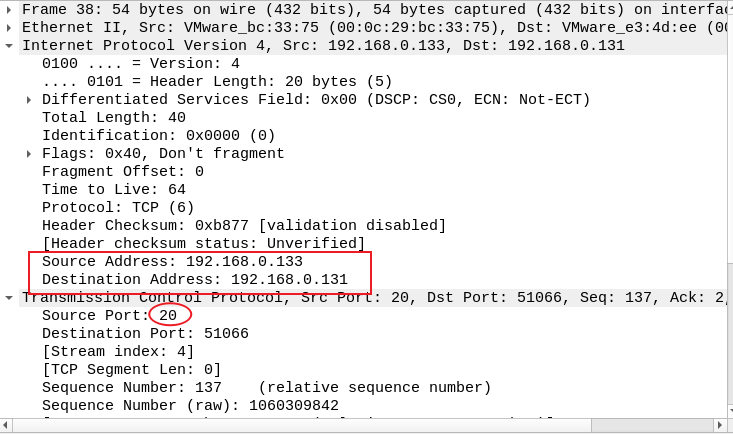 Frame 38: 54 bytes on wire (432 bits), 54 bytes captured (432 bits) on interfac
Ethernet II, Src: VMware_bc:33:75 (00:0c:29:bc:33:75), Dst: VMware_e3:4d:ee (00
Internet Protocol Version 4, Src: 192.168.0.133, Dst: 192.168.0.131
0100 .... = Version: 4
.... 0101 = Header Length: 20 bytes (5)
Differentiated Services Field: 0x00 (DSCP: CS0, ECN: Not-ECT)
Total Length: 40
Identification: 0x0000 (0)
Flags: 0x40, Don't fragment
Fragment Offset: 0
Time to Live: 64
Protocol: TCP (6)
Header Checksum: 0xb877 [validation disabled]
[Header checksum status: Unverified]
Source Address: 192.168.0.133
Destination Address: 192.168.0.131
Transmission Control Protocol, Src Port: 20, Dst Port: 51066, Seq: 137, Ack: 2,
Source Port: 20
Destination Port: 51066
[Stream index: 4]
[TCP Segment Len: 0]
Sequence Number: 137    (relative sequence number)
Sequence Number (raw): 1060309842